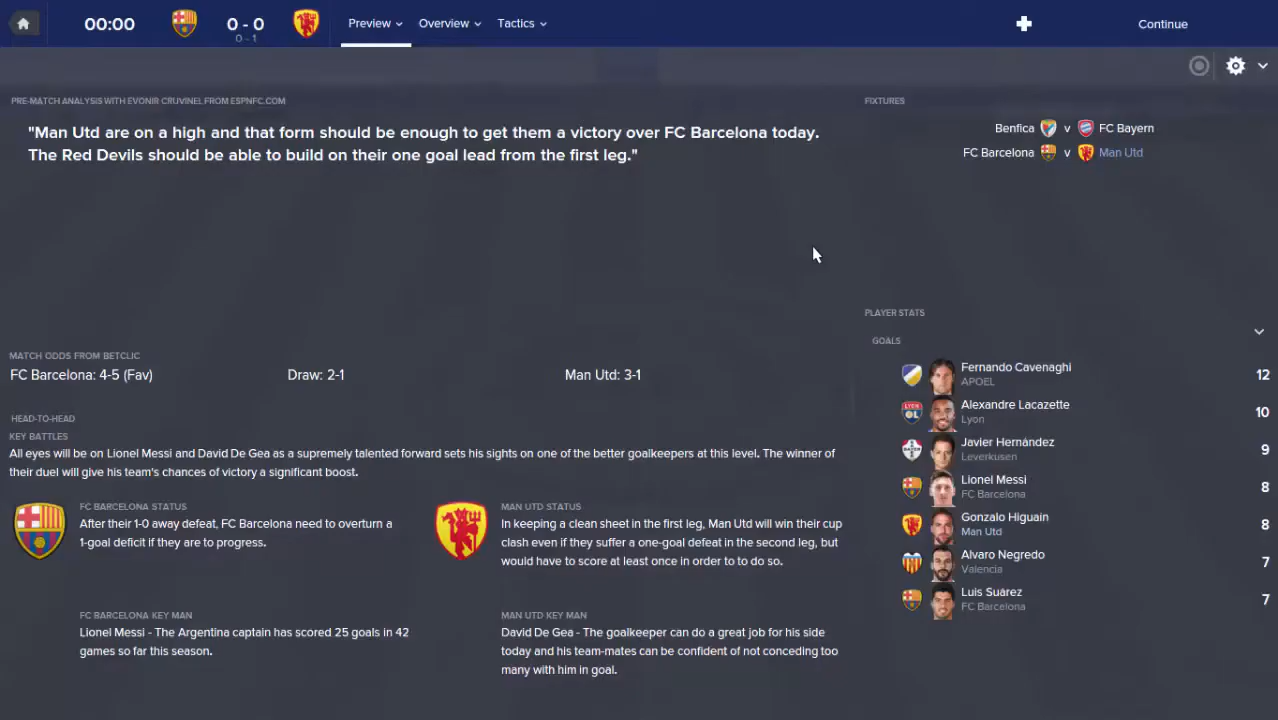 00:00
0 - 0
0 - 1
Preview
Overview
Tactics
Continue
PRE-MATCH ANALYSIS WITH EVONIR CRUVINEL FROM ESPNFC.COM
"Man Utd are on a high and that form should be enough to get them a victory over FC Barcelona today.
The Red Devils should be able to build on their one goal lead from the first leg."
FIXTURES
Benfica v FC Bayern
FC Barcelona v Man Utd
MATCH ODDS FROM BETCLIC
FC Barcelona: 4-5 (Fav)
Draw: 2-1
Man Utd: 3-1
HEAD-TO-HEAD
KEY BATTLES
All eyes will be on Lionel Messi and David De Gea as a supremely talented forward sets his sights on one of the better goalkeepers at this level. The winner of
their duel will give his team's chances of victory a significant boost.
FC BARCELONA STATUS
After their 1-0 away defeat, FC Barcelona need to overturn a
1-goal deficit if they are to progress.
MAN UTD STATUS
In keeping a clean sheet in the first leg, Man Utd will win their cup
clash even if they suffer a one-goal defeat in the second leg, but
would have to score at least once in order to to do so.
FC BARCELONA KEY MAN
Lionel Messi - The Argentina captain has scored 25 goals in 42
games so far this season.
MAN UTD KEY MAN
David De Gea - The goalkeeper can do a great job for his side
today and his team-mates can be confident of not conceding too
many with him in goal.
PLAYER STATS
GOALS
Fernando Cavenaghi 12
APOEL
Alexandre Lacazette 10
Lyon
Javier Hernández 9
Leverkusen
Lionel Messi 8
FC Barcelona
Gonzalo Higuaín 8
Man Utd
Álvaro Negredo 7
Valencia
Luis Suárez 7
FC Barcelona